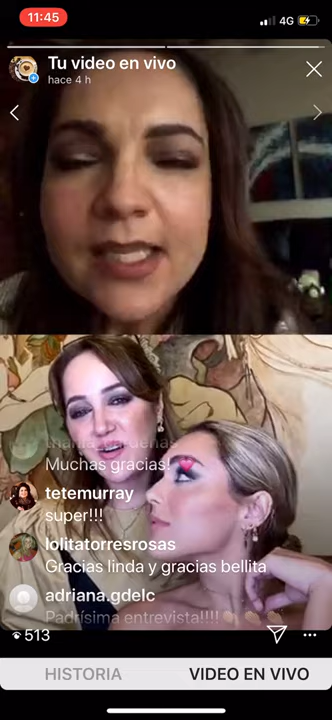 11:45
4G
Tu video en vivo
hace 4 h
Muchas gracias!
tetemurray
super!!!
lolitatorresrosas
Gracias linda y gracias bellita
adriana.gdelc
Padrísima entrevista!!!!👏👏👏
513
HISTORIA
VIDEO EN VIVO